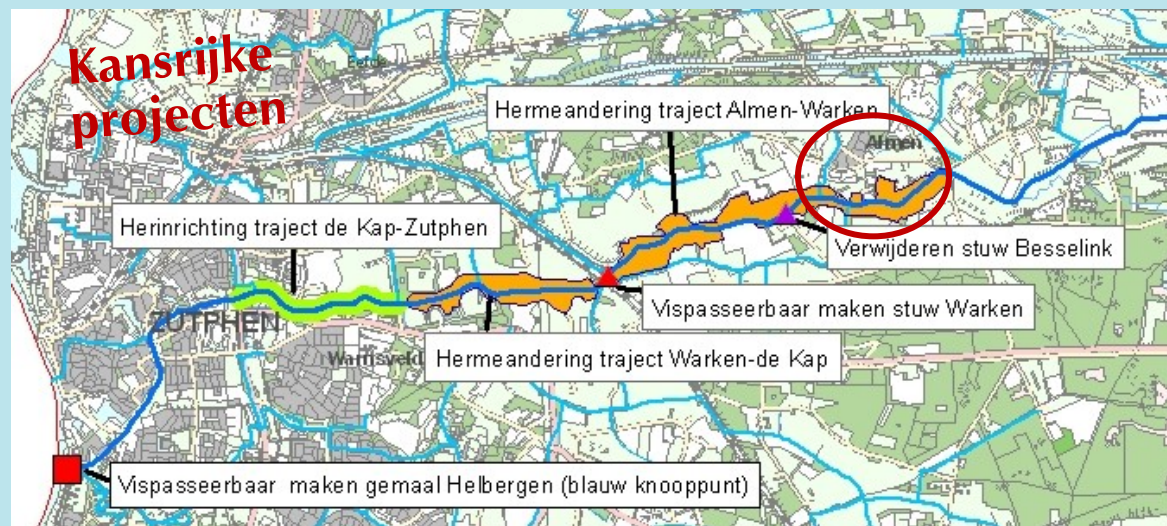 Kansrijke
projecten
Hermeandering traject Almen-Warken
Almen
Herinrichting traject de Kap-Zutphen
Verwijderen stuw Besselink
Vispasseerbaar maken stuw Warken
ZUTPHEN
Hermeandering traject Warken-de Kap
Vispasseerbaar maken gemaal Helbergen (blauw knooppunt)